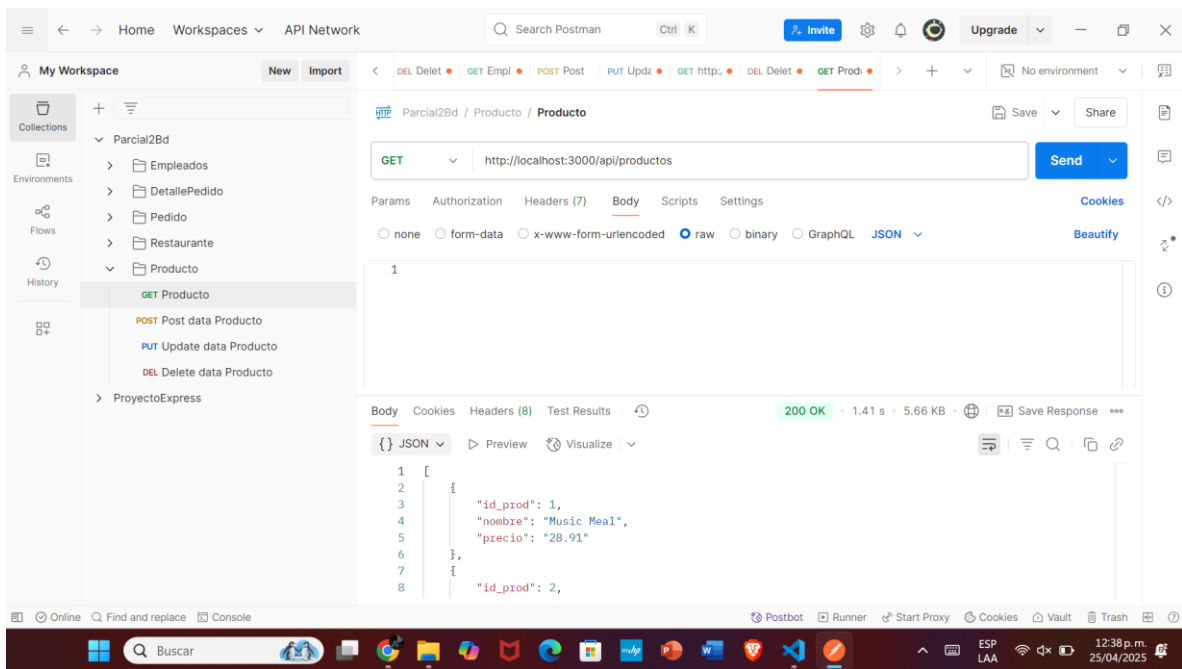 Home Workspaces API Network Search Postman Ctrl K Invite Upgrade
My Workspace New Import DEL Delet GET Empl POST Post PUT Upda GET http:, DEL Delet GET Prod No environment
Collections
Environments
Flows
History
Parcial2Bd
Empleados
DetallePedido
Pedido
Restaurante
Producto
GET Producto
POST Post data Producto
PUT Update data Producto
DEL Delete data Producto
ProyectoExpress
HTTP Parcial2Bd / Producto / Producto Save Share
GET http://localhost:3000/api/productos Send
Params Authorization Headers (7) Body Scripts Settings Cookies
none form-data x-www-form-urlencoded raw binary GraphQL JSON Beautify
1
Body Cookies Headers (8) Test Results 200 OK • 1.41 s • 5.66 KB • Save Response
{} JSON Preview Visualize
1 [
2 {
3 "id_prod": 1,
4 "nombre": "Music Meal",
5 "precio": "28.91"
6 },
7 {
8 "id_prod": 2,
Online Find and replace Console Postbot Runner Start Proxy Cookies Vault Trash
Buscar ESP LAA 12:38 p. m. 25/04/2025